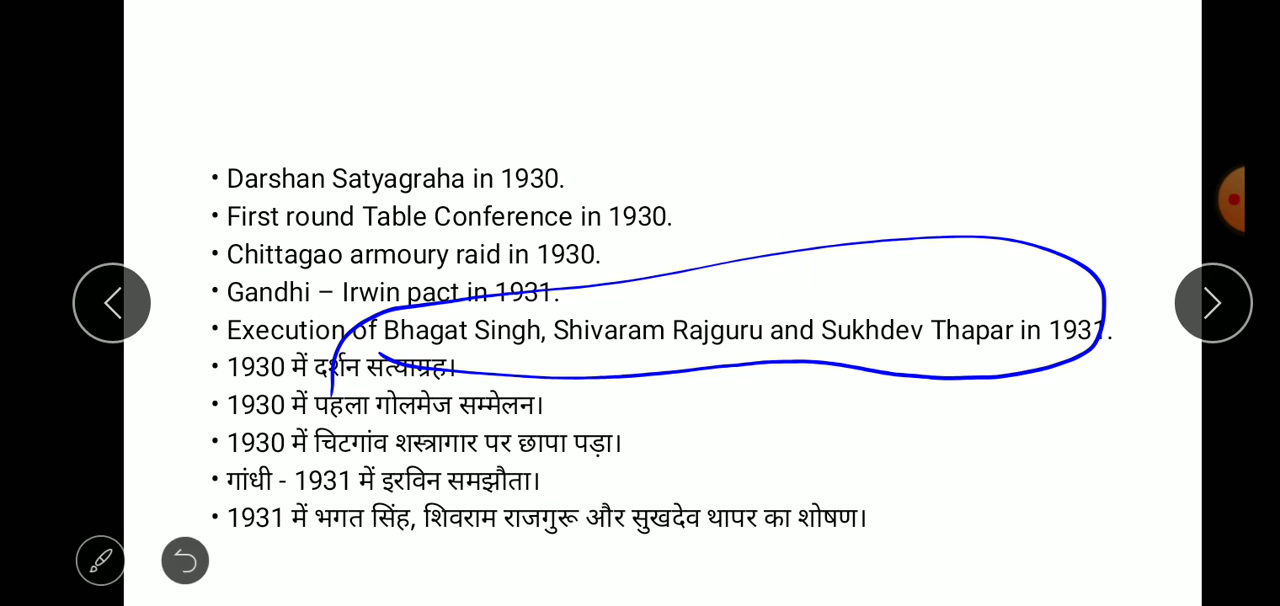 • Darshan Satyagraha in 1930.
• First round Table Conference in 1930.
• Chittagao armoury raid in 1930.
• Gandhi – Irwin pact in 1931.
• Execution of Bhagat Singh, Shivaram Rajguru and Sukhdev Thapar in 1931.
• 1930 में दर्शन सत्याग्रह।
• 1930 में पहला गोलमेज सम्मेलन।
• 1930 में चिटगांव शस्त्रागार पर छापा पड़ा।
• गांधी - 1931 में इरविन समझौता।
• 1931 में भगत सिंह, शिवराम राजगुरू और सुखदेव थापर का शोषण।